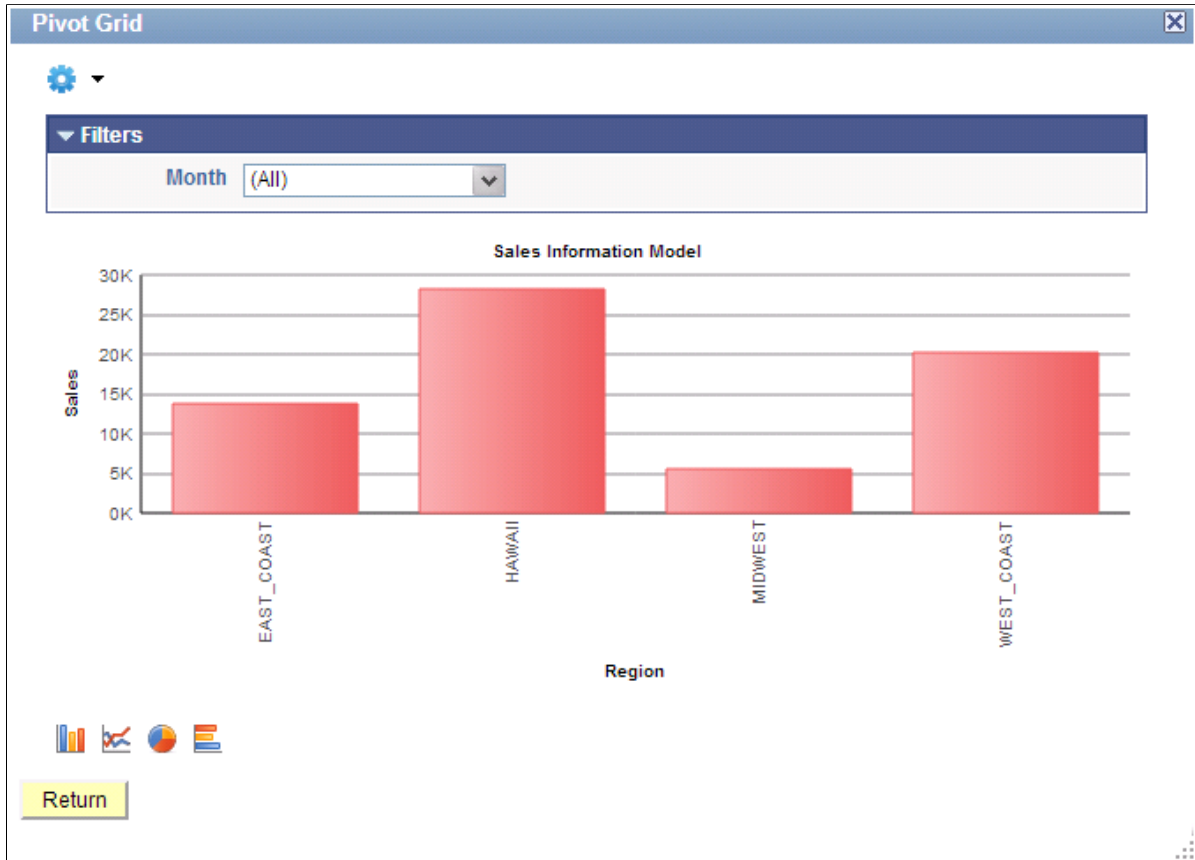 Pivot Grid
Filters
Month (All)
Sales Information Model
30K
25K
20K
15K
10K
5K
0K
Sales
EAST_COAST
HAWAII
MIDWEST
WEST_COAST
Region
Return